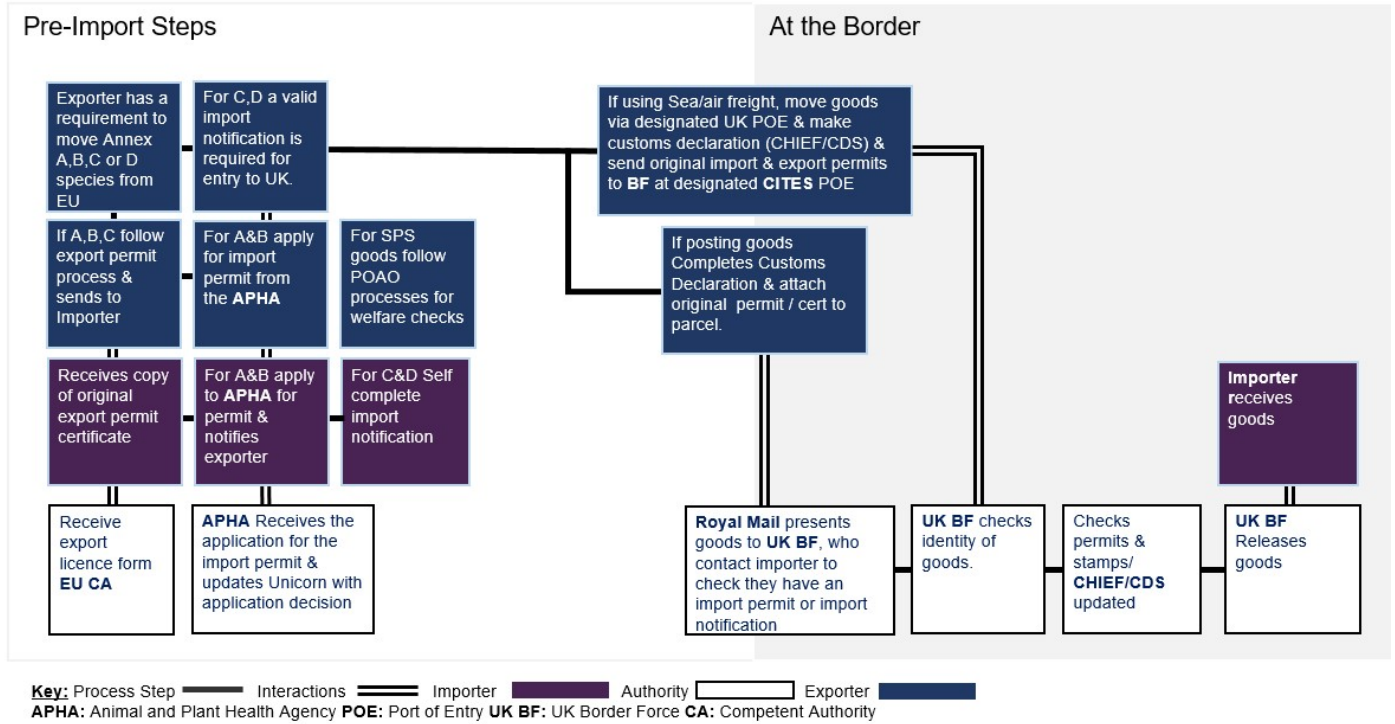 Pre-Import Steps
At the Border
Exporter has a
requirement to
move Annex
A,B,C or D
species from
EU
For C,D a valid
import
notification is
required for
entry to UK.
If using Sea/air freight, move goods
via designated UK POE & make
customs declaration (CHIEF/CDS) &
send original import & export permits
to BF at designated CITES POE
If A,B,C follow
export permit
process &
sends to
Importer
For A&B apply
for import
permit from
the APHA
For SPS
goods follow
POAO
processes for
welfare checks
If posting goods
Completes Customs
Declaration & attach
original permit / cert to
parcel.
Receives copy
of original
export permit
certificate
For A&B apply
to APHA for
permit &
notifies
exporter
For C&D Self
complete
import
notification
Importer
receives
goods
Receive
export
licence form
EU CA
APHA Receives the
application for the
import permit &
updates Unicorn with
application decision
Royal Mail presents
goods to UK BF, who
contact importer to
check they have an
import permit or import
notification
UK BF checks
identity of
goods.
Checks
permits &
stamps/
CHIEF/CDS
updated
UK BF
Releases
goods
Key: Process Step Interactions Importer Authority Exporter
APHA: Animal and Plant Health Agency POE: Port of Entry UK BF: UK Border Force CA: Competent Authority